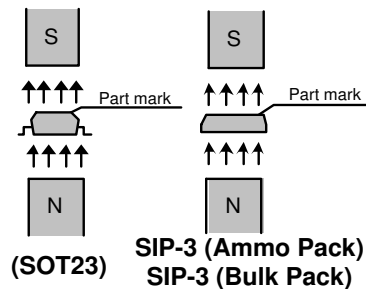 S
S
Part mark
Part mark
N
N
(SOT23)
SIP-3 (Ammo Pack)
SIP-3 (Bulk Pack)